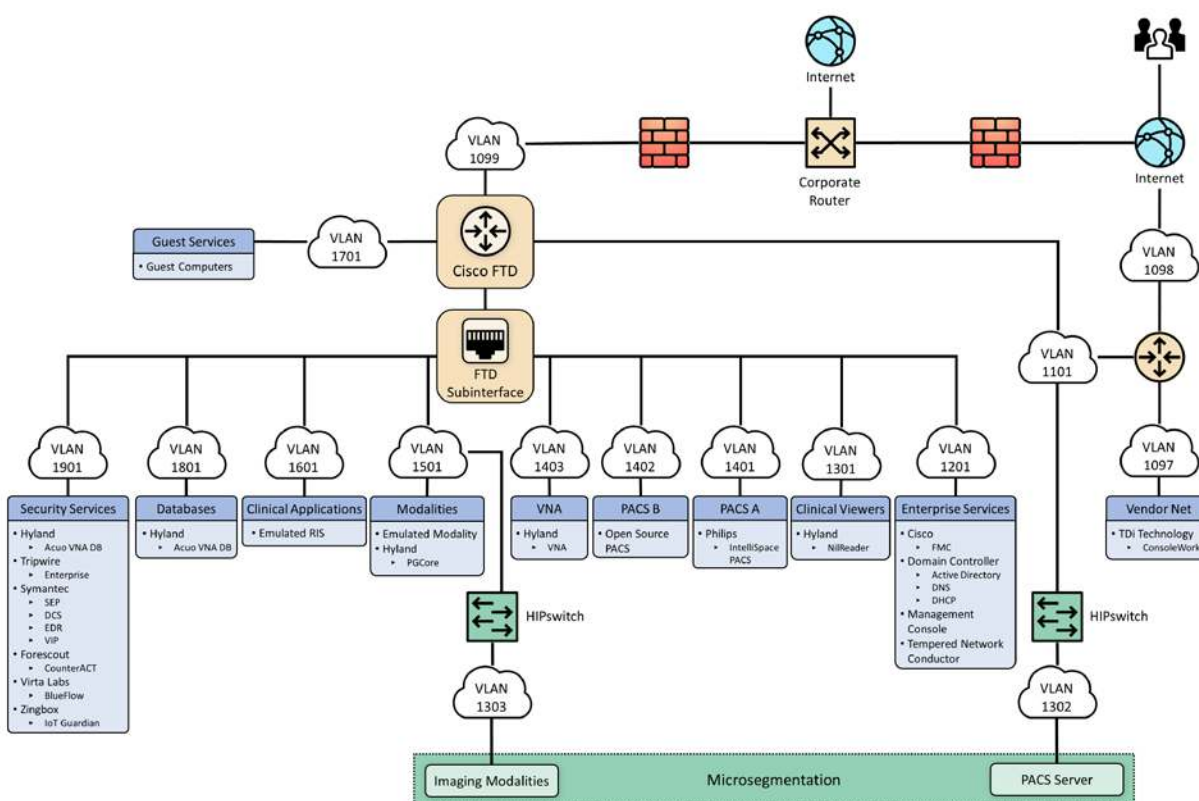 Internet
VLAN
1099
Corporate
Router
Internet
Guest Services
• Guest Computers
VLAN
1701
Cisco FTD
VLAN
1098
FTD
Subinterface
VLAN
1101
VLAN
1901
VLAN
1801
VLAN
1601
VLAN
1501
VLAN
1403
VLAN
1402
VLAN
1401
VLAN
1301
VLAN
1201
VLAN
1097
Security Services
• Hyland
▸ Acuo VNA DB
• Tripwire
▸ Enterprise
• Symantec
▸ SEP
▸ DCS
▸ EDR
▸ VIP
• Forescout
▸ CounterACT
• Virta Labs
▸ BlueFlow
• Zingbox
▸ IoT Guardian
Databases
• Hyland
▸ Acuo VNA DB
Clinical Applications
• Emulated RIS
Modalities
• Emulated Modality
• Hyland
▸ PGCore
VNA
• Hyland
▸ VNA
PACS B
• Open Source
PACS
PACS A
• Philips
▸ IntelliSpace
PACS
Clinical Viewers
• Hyland
▸ NilReader
Enterprise Services
• Cisco
▸ FMC
• Domain Controller
▸ Active Directory
▸ DNS
▸ DHCP
• Management
Console
• Tempered Network
Conductor
Vendor Net
• TDi Technology
▸ ConsoleWork
HIPswitch
HIPswitch
VLAN
1303
VLAN
1302
Imaging Modalities
Microsegmentation
PACS Server